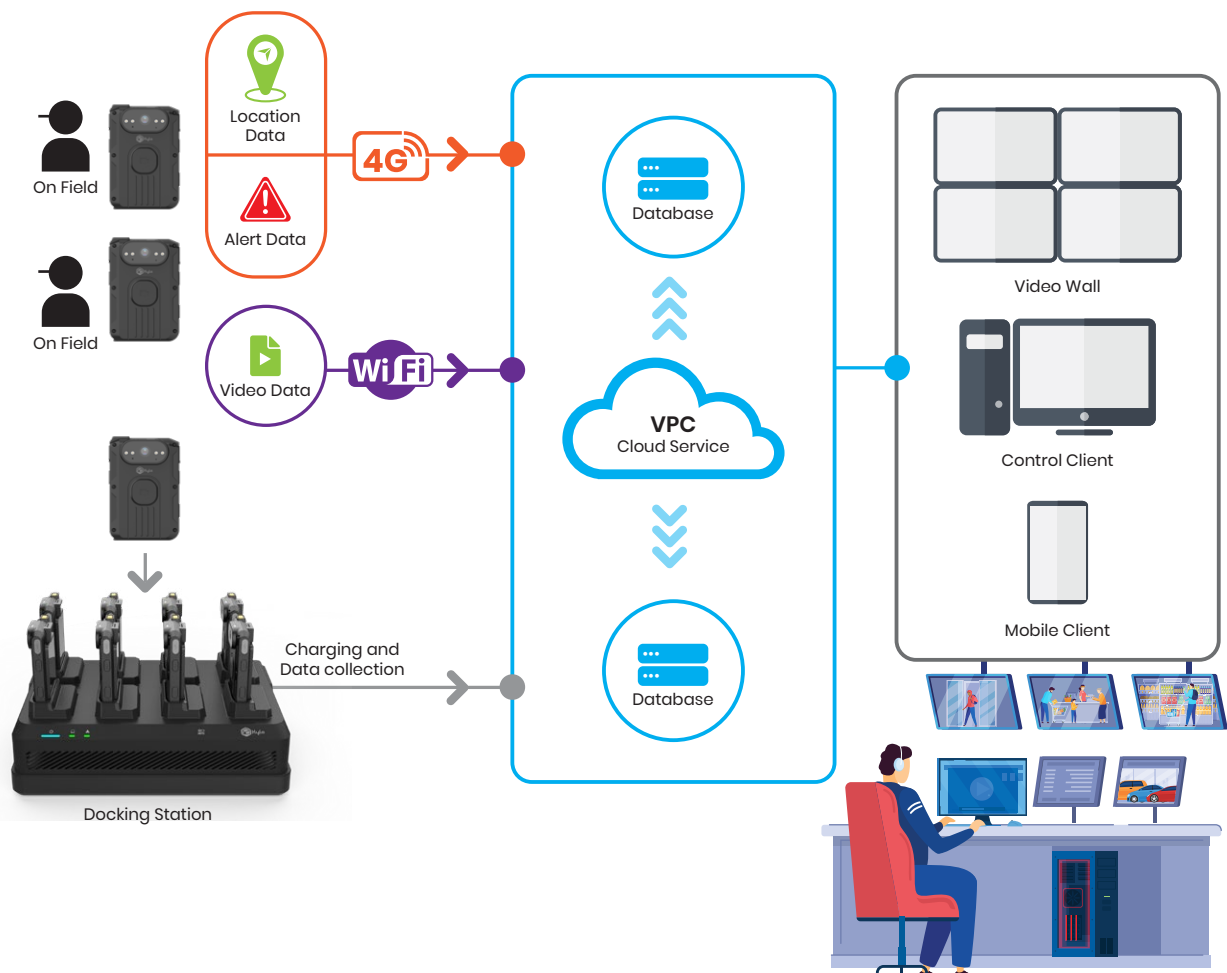 On Field
On Field
Location
Data
Alert Data
4G
Video Data
WiFi
Charging and
Data collection
Docking Station
Database
VPC
Cloud Service
Database
Video Wall
Control Client
Mobile Client